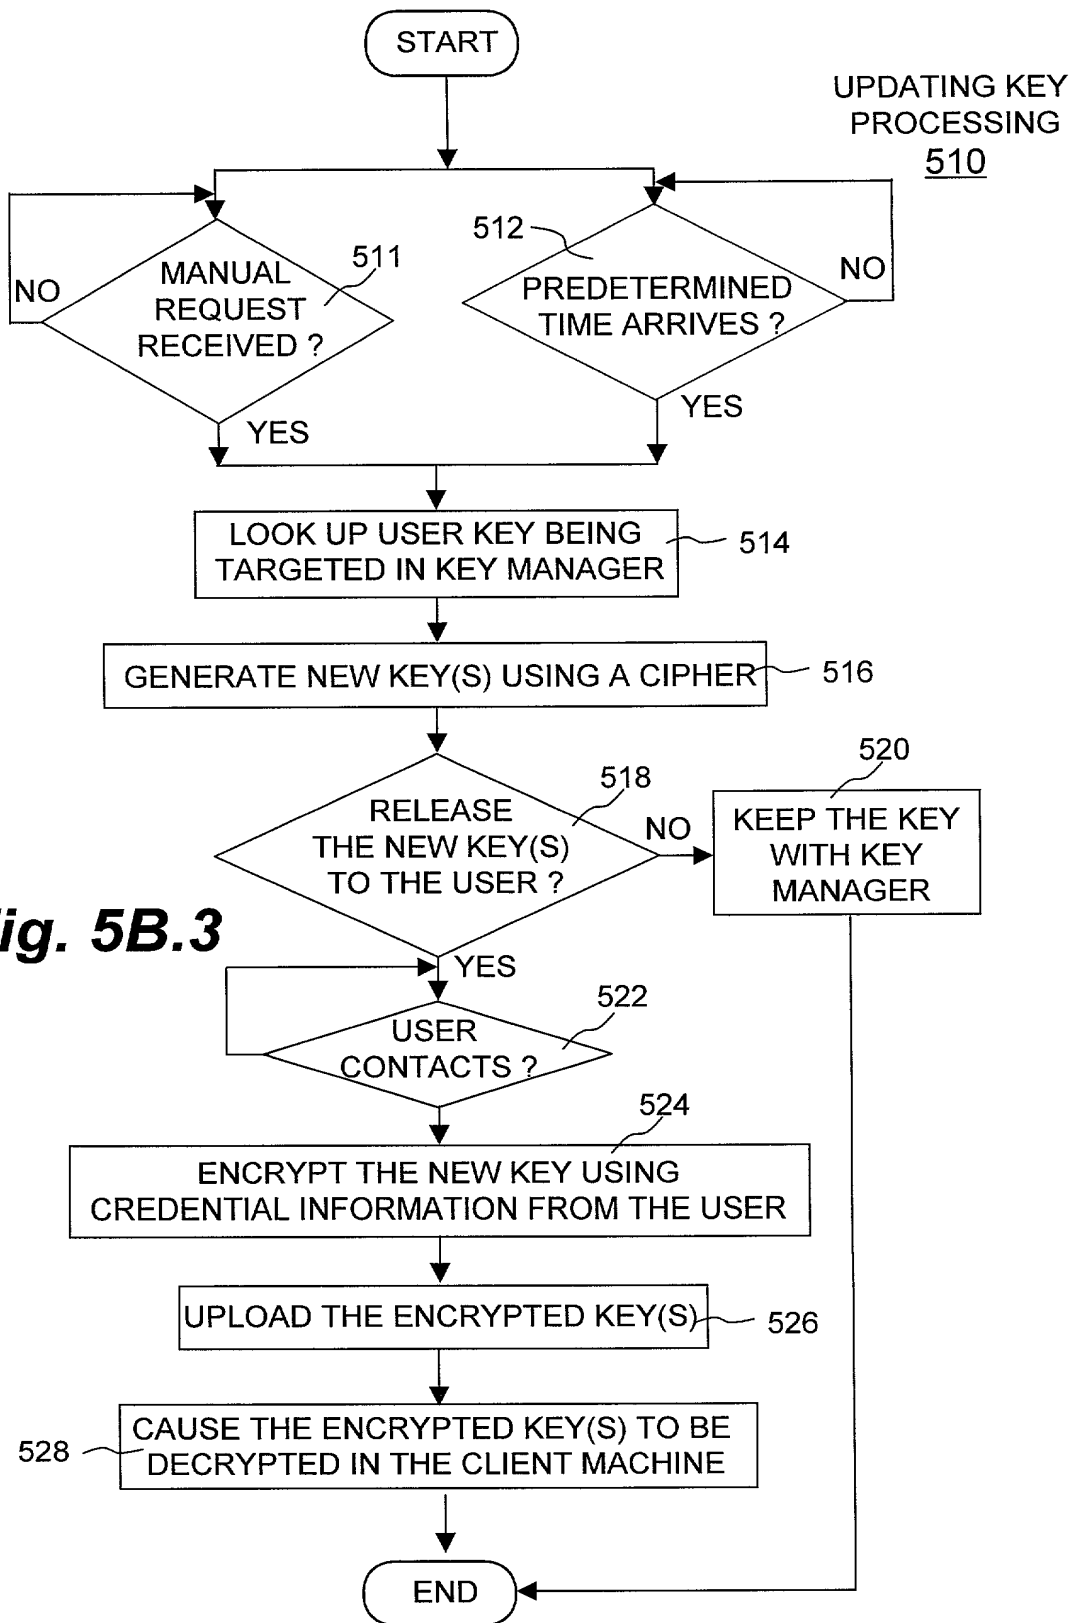 START
UPDATING KEY
PROCESSING
510
512
511
MANUAL
REQUEST
RECEIVED ?
NO
PREDETERMINED
TIME ARRIVES ?
NO
YES
YES
LOOK UP USER KEY BEING
TARGETED IN KEY MANAGER
514
GENERATE NEW KEY(S) USING A CIPHER
516
518
RELEASE
THE NEW KEY(S)
TO THE USER ?
NO
520
KEEP THE KEY
WITH KEY
MANAGER
ig. 5B.3
YES
522
USER
CONTACTS ?
524
ENCRYPT THE NEW KEY USING
CREDENTIAL INFORMATION FROM THE USER
UPLOAD THE ENCRYPTED KEY(S)
526
CAUSE THE ENCRYPTED KEY(S) TO BE
DECRYPTED IN THE CLIENT MACHINE
528
END